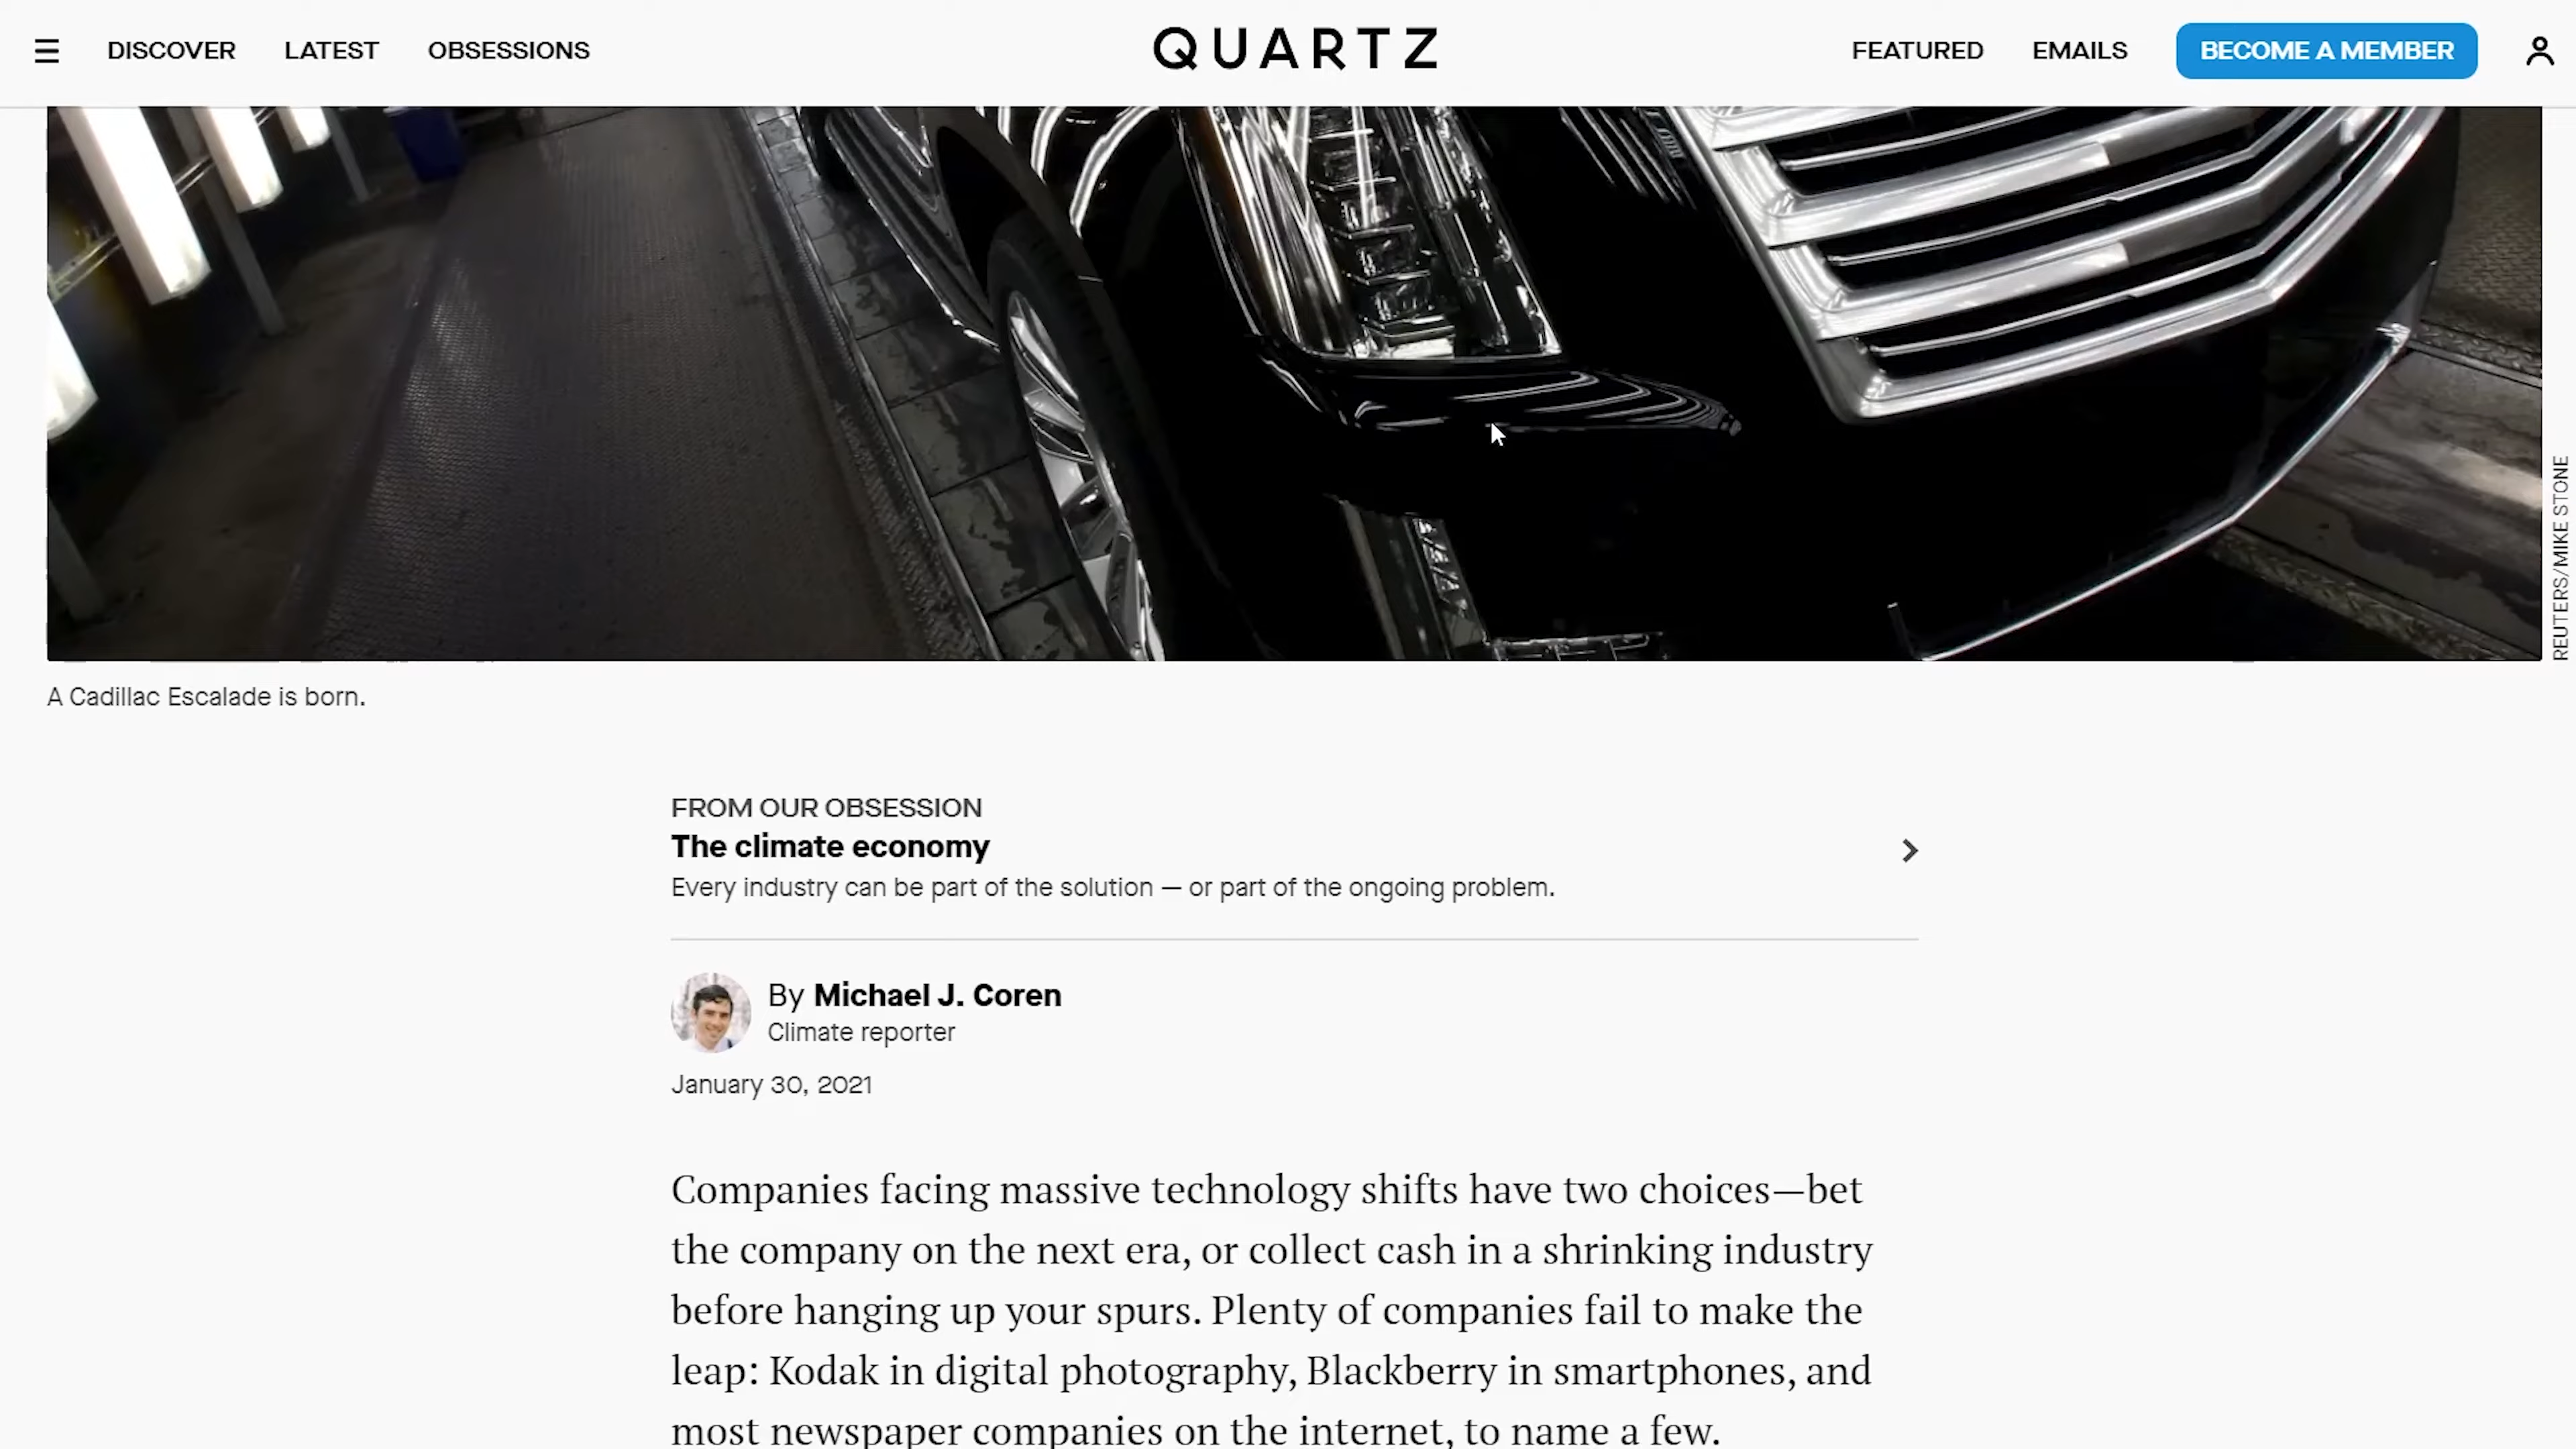 DISCOVER LATEST OBSESSIONS QUARTZ FEATURED EMAILS BECOME A MEMBER
REUTERS/MIKE STONE
A Cadillac Escalade is born.
FROM OUR OBSESSION
The climate economy
Every industry can be part of the solution — or part of the ongoing problem.
By Michael J. Coren
Climate reporter
January 30, 2021
Companies facing massive technology shifts have two choices—bet
the company on the next era, or collect cash in a shrinking industry
before hanging up your spurs. Plenty of companies fail to make the
leap: Kodak in digital photography, Blackberry in smartphones, and
most newspaper companies on the internet, to name a few.